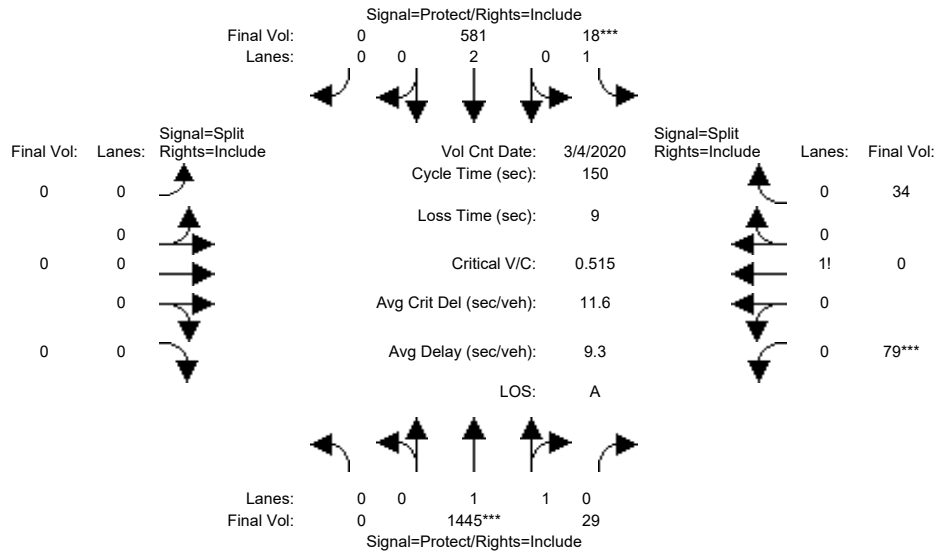 Signal=Protect/Rights=Include
Final Vol: 0 581 18***
Lanes: 0 0 2 0 1
Signal=Split
Final Vol: Lanes: Rights=Include
Vol Cnt Date: 3/4/2020
Signal=Split
Rights=Include Lanes: Final Vol:
Cycle Time (sec): 150
0 0
0 34
Loss Time (sec): 9
0
0
0 0
Critical V/C: 0.515
1! 0
0
Avg Crit Del (sec/veh): 11.6
0
0 0
Avg Delay (sec/veh): 9.3
0 79***
LOS: A
Lanes: 0 0 1 1 0
Final Vol: 0 1445*** 29
Signal=Protect/Rights=Include